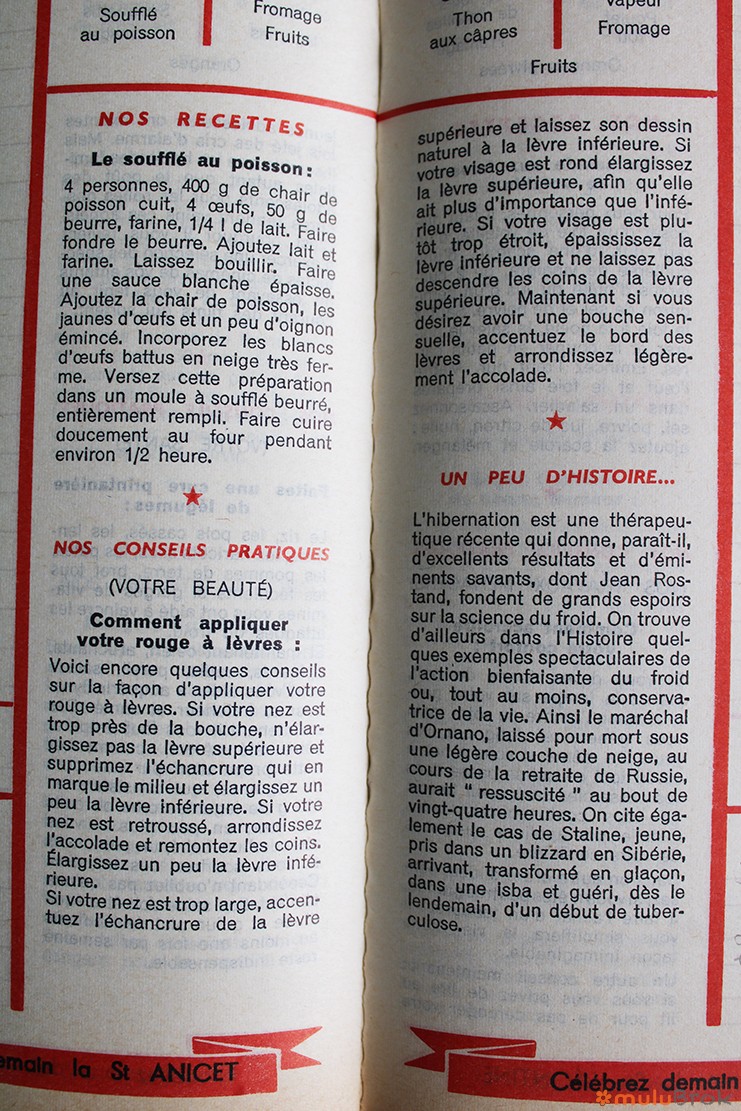 Soufflé
au poisson
Fromage
Fruits
NOS RECETTES
Le soufflé au poisson :
4 personnes, 400 g de chair de
poisson cuit, 4 œufs, 50 g de
beurre, farine, 1/4 l de lait. Faire
fondre le beurre. Ajoutez lait et
farine. Laissez bouillir. Faire
une sauce blanche épaisse.
Ajoutez la chair de poisson, les
jaunes d'œufs et un peu d'oignon
émincé. Incorporez les blancs
d'œufs battus en neige très fer-
me. Versez cette préparation
dans un moule à soufflé beurré,
entièrement rempli. Faire cuire
doucement au four pendant
environ 1/2 heure.
NOS CONSEILS PRATIQUES
(VOTRE BEAUTÉ)
Comment appliquer
votre rouge à lèvres :
Voici encore quelques conseils
sur la façon d'appliquer votre
rouge à lèvres. Si votre nez est
trop près de la bouche, n'élar-
gissez pas la lèvre supérieure et
supprimez l'échancrure qui en
marque le milieu et élargissez un
peu la lèvre inférieure. Si votre
nez est retroussé, arrondissez
l'accolade et remontez les coins.
Élargissez un peu la lèvre infé-
rieure.
Si votre nez est trop large, accen-
tuez l'échancrure de la lèvre
emain la St ANICET
Thon
aux câpres
Vapeur
Fromage
Fruits
supérieure et laissez son dessin
naturel à la lèvre inférieure. Si
votre visage est rond élargissez
la lèvre supérieure, afin qu'elle
ait plus d'importance que l'infé-
rieure. Si votre visage est plu-
tôt trop étroit, épaississez la
lèvre inférieure et ne laissez pas
descendre les coins de la lèvre
supérieure. Maintenant si vous
désirez avoir une bouche sen-
suelle, accentuez le bord des
lèvres et arrondissez légère-
ment l'accolade.
UN PEU D'HISTOIRE...
L'hibernation est une thérapeu-
tique récente qui donne, paraît-il,
d'excellents résultats et d'émi-
nents savants, dont Jean Ros-
tand, fondent de grands espoirs
sur la science du froid. On trouve
d'ailleurs dans l'Histoire quel-
ques exemples spectaculaires de
l'action bienfaisante du froid
ou, tout au moins, conserva-
trice de la vie. Ainsi le maréchal
d'Ornano, laissé pour mort sous
une légère couche de neige, au
cours de la retraite de Russie,
aurait " ressuscité " au bout de
vingt-quatre heures. On cite éga-
lement le cas de Staline, jeune,
pris dans un blizzard en Sibérie,
arrivant, transformé en glaçon,
dans une isba et guéri, dès le
lendemain, d'un début de tuber-
culose.
Célébrez demain
muluBrok